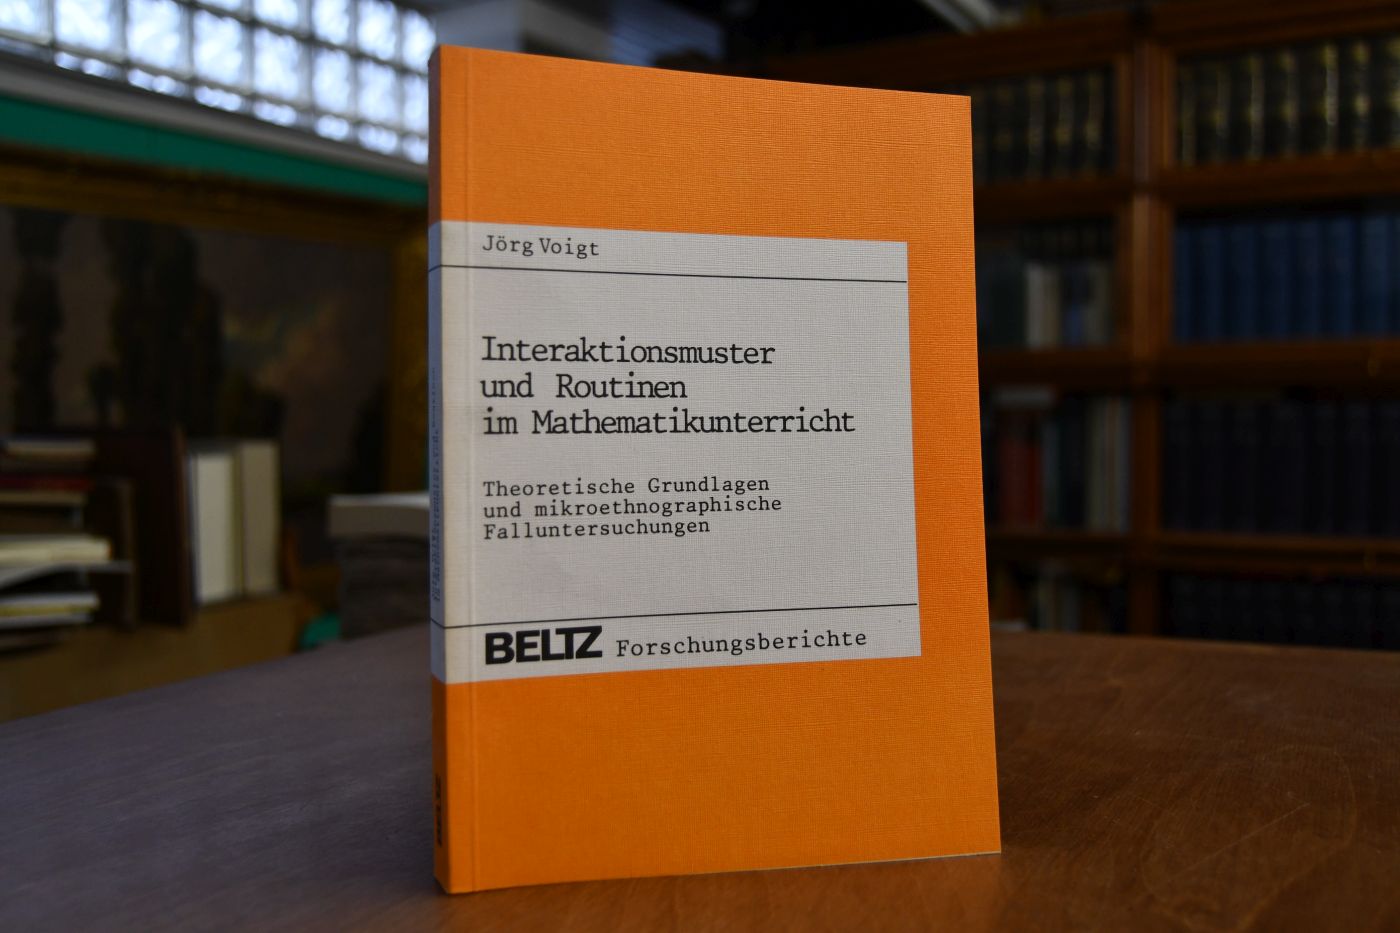 Jörg Voigt
Interaktionsmuster
und Routinen
im Mathematikunterricht
Theoretische Grundlagen
und mikroethnographische
Falluntersuchungen
BELTZ Forschungsberichte